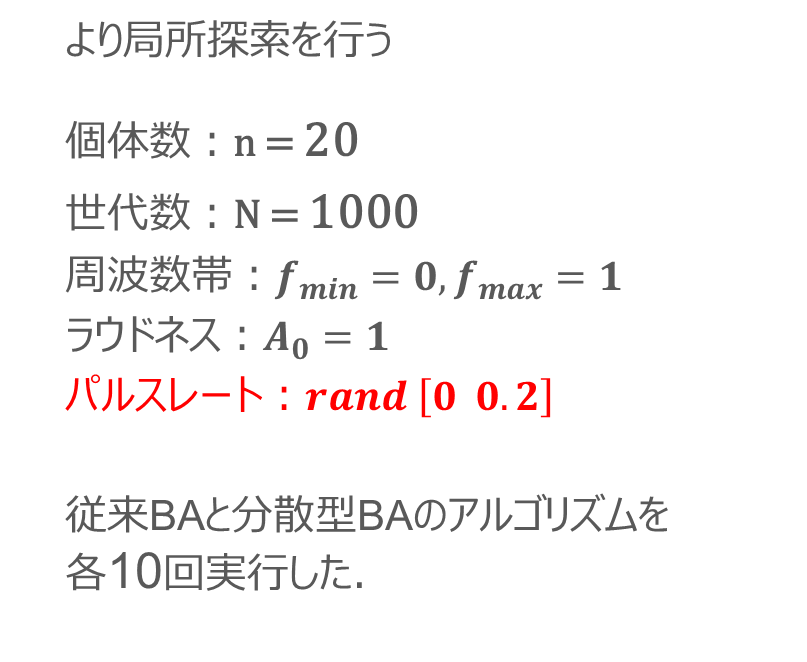 より局所探索を行う
個体数：n = 20
世代数：N = 1000
周波数帯：f_min = 0, f_max = 1
ラウドネス：A_0 = 1
パルスレート：rand [0 0.2]
従来BAと分散型BAのアルゴリズムを
各10回実行した.